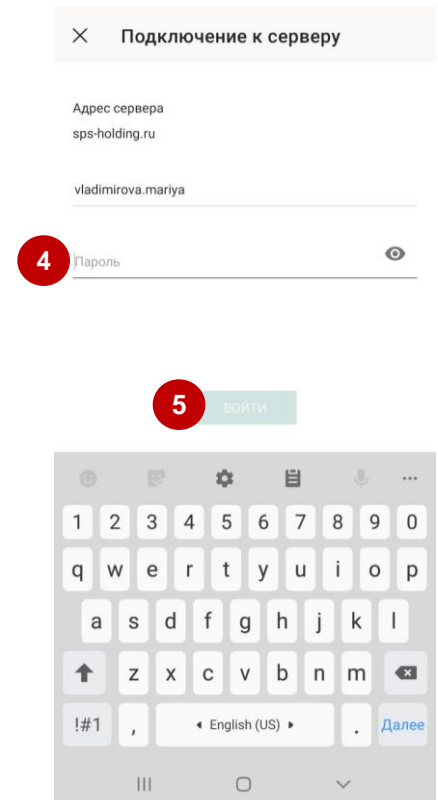 Подключение к серверу
Адрес сервера
sps-holding.ru
vladimirova.mariya
4 Пароль
5 ВОЙТИ
1 2 3 4 5 6 7 8 9 0
q w e r t y u i o p
a s d f g h j k l
z x c v b n m
!#1 , English (US) . Далее